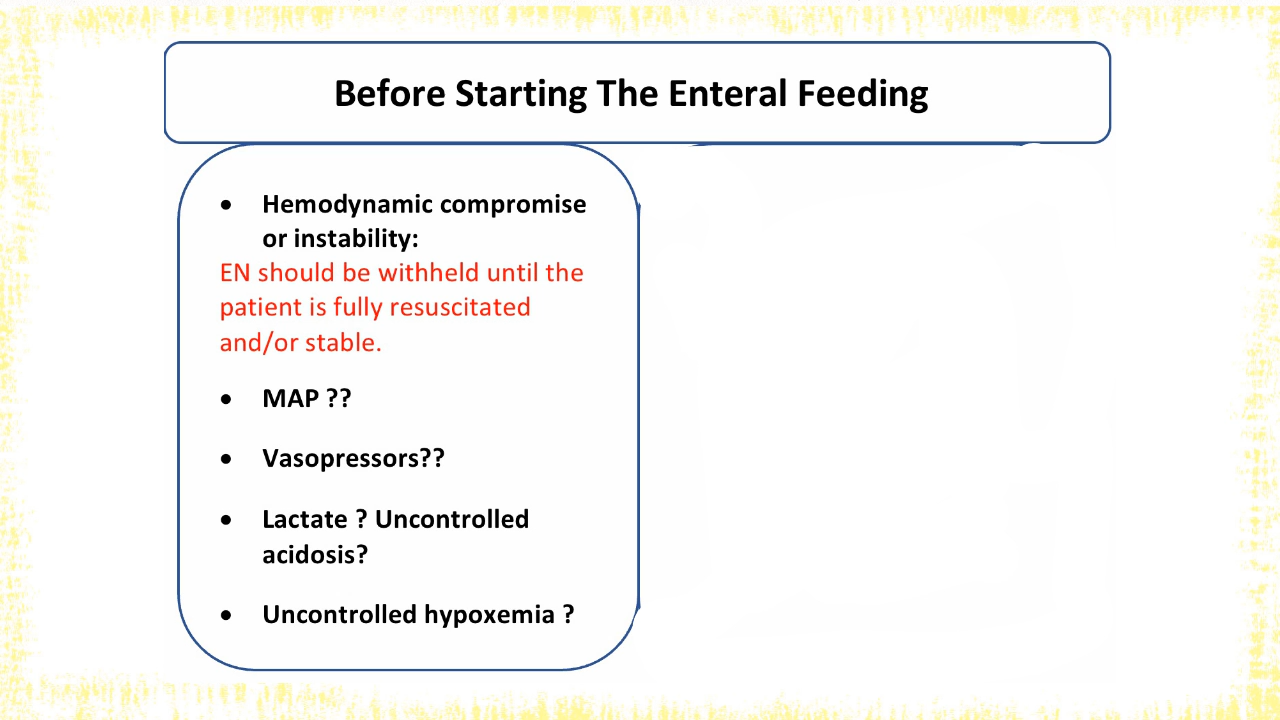 Before Starting The Enteral Feeding
• Hemodynamic compromise
or instability:
EN should be withheld until the
patient is fully resuscitated
and/or stable.
• MAP ??
• Vasopressors??
• Lactate ? Uncontrolled
acidosis?
• Uncontrolled hypoxemia ?